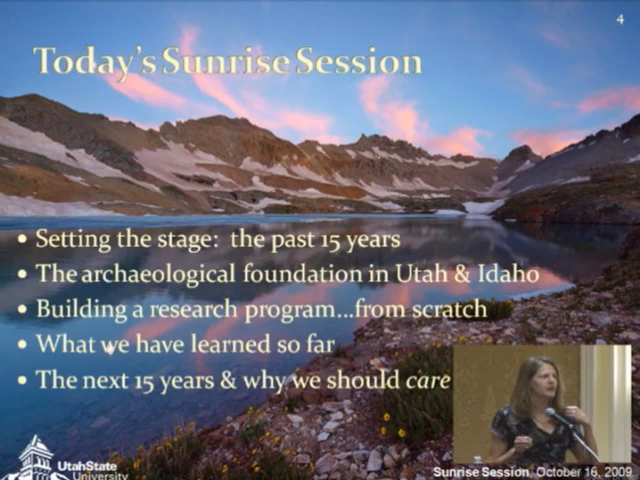 4
Today's Sunrise Session
• Setting the stage: the past 15 years
• The archaeological foundation in Utah & Idaho
• Building a research program...from scratch
• What we have learned so far
• The next 15 years & why we should care
UtahState
University
Sunrise Session, October 16, 2009